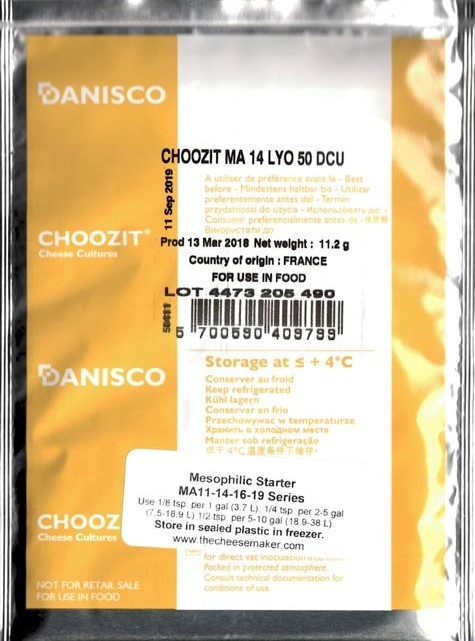 DANISCO
CHOOZIT MA 14 LYO 50 DCU
11 Sep 2019
A utiliser de préférence avant le - Best
before - Mindestens haltbar bis - Utilizar
preferentemente antes del - Termin
przydatności do użycia - Использовать до: -
Consumir preferencialmente antes de -
Використати до
CHOOZIT®
Cheese Cultures
Prod 13 Mar 2018 Net weight : 11.2 g
Country of origin : FRANCE
FOR USE IN FOOD
LOT 4473 205 490
5 700590 409799
DANISCO
Storage at ≤ + 4°C
Conserver au froid
Keep refrigerated
Kühl lagern
Conservar en frío
Przechowywac w temperaturze
Хранить в холодном месте
Manter sob refrigeração
低于 4°C 温度条件下储存。
Mesophilic Starter
MA11-14-16-19 Series
Use 1/8 tsp. per 1 gal (3.7 L), 1/4 tsp. per 2-5 gal
(7.5-18.9 L) 1/2 tsp. per 5-10 gal (18.9-38 L).
Store in sealed plastic in freezer.
www.thecheesemaker.com
CHOOZ
Cheese Cultures
for direct vat inoculation
Packed in protected atmosphere.
Consult technical documentation for
conditions of use.
NOT FOR RETAIL SALE
FOR USE IN FOOD